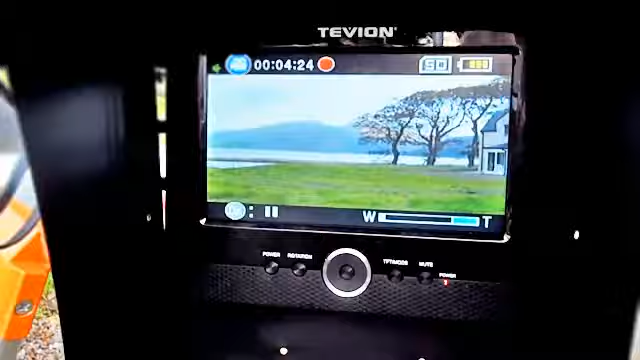 TEVION
00:04:24
SD
W T
POWER ROTATION TFT/MODE MUTE
POWER